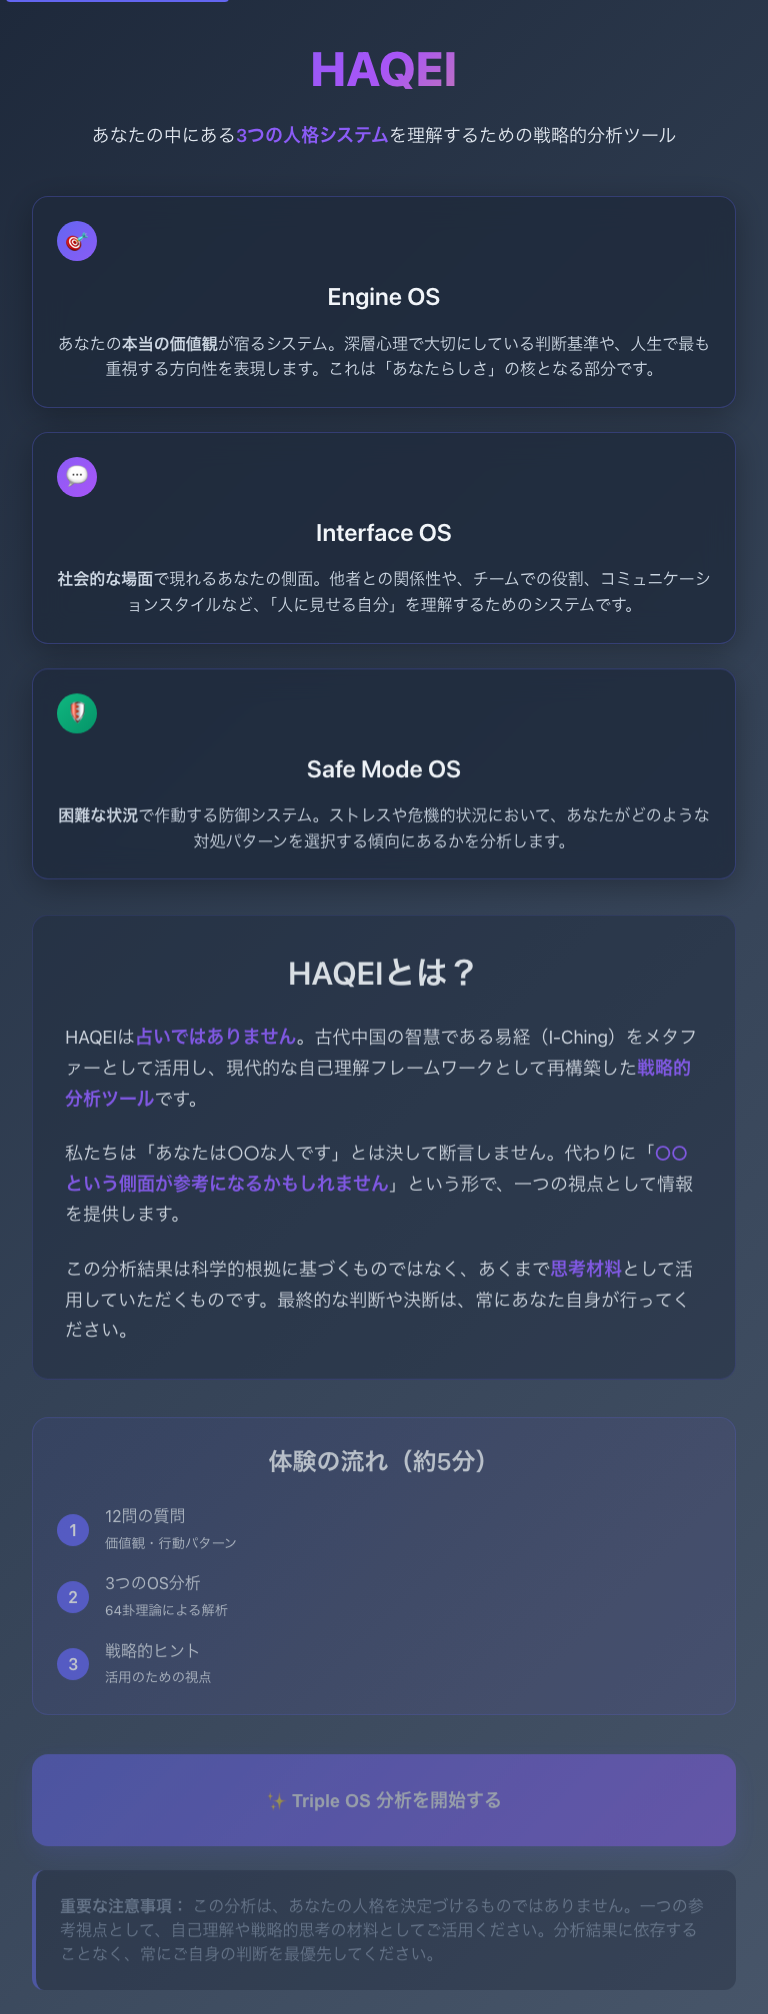 HAQEI
あなたの中にある3つの人格システムを理解するための戦略的分析ツール
Engine OS
あなたの本当の価値観が宿るシステム。深層心理で大切にしている判断基準や、人生で最も
重視する方向性を表現します。これは「あなたらしさ」の核となる部分です。
Interface OS
社会的な場面で現れるあなたの側面。他者との関係性や、チームでの役割、コミュニケーシ
ョンスタイルなど、「人に見せる自分」を理解するためのシステムです。
Safe Mode OS
困難な状況で作動する防御システム。ストレスや危機的状況において、あなたがどのような
対処パターンを選択する傾向にあるかを分析します。
HAQEIとは？
HAQEIは占いではありません。古代中国の智慧である易経（I-Ching）をメタフ
ァーとして活用し、現代的な自己理解フレームワークとして再構築した戦略的
分析ツールです。
私たちは「あなたは〇〇な人です」とは決して断言しません。代わりに「〇〇
という側面が参考になるかもしれません」という形で、一つの視点として情報
を提供します。
この分析結果は科学的根拠に基づくものではなく、あくまで思考材料として活
用していただくものです。最終的な判断や決断は、常にあなた自身が行ってく
ださい。
体験の流れ（約5分）
1
12問の質問
価値観・行動パターン
2
3つのOS分析
64卦理論による解析
3
戦略的ヒント
活用のための視点
✨ Triple OS 分析を開始する
重要な注意事項： この分析は、あなたの人格を決定づけるものではありません。一つの参
考視点として、自己理解や戦略的思考の材料としてご活用ください。分析結果に依存する
ことなく、常にご自身の判断を最優先してください。